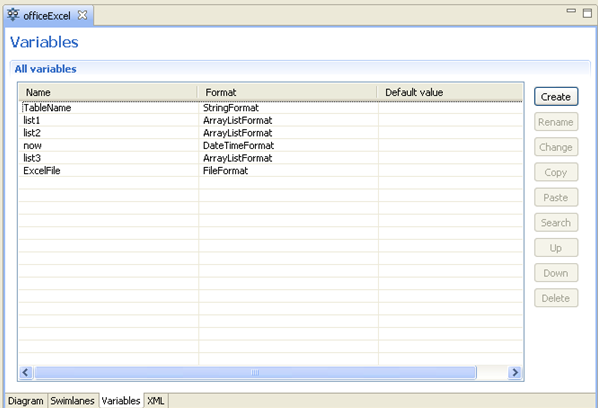 officeExcel
Variables
All variables
Name Format Default value
TableName StringFormat
list1 ArrayListFormat
list2 ArrayListFormat
now DateTimeFormat
list3 ArrayListFormat
ExcelFile FileFormat
Create
Rename
Change
Copy
Paste
Search
Up
Down
Delete
Diagram Swimlanes Variables XML